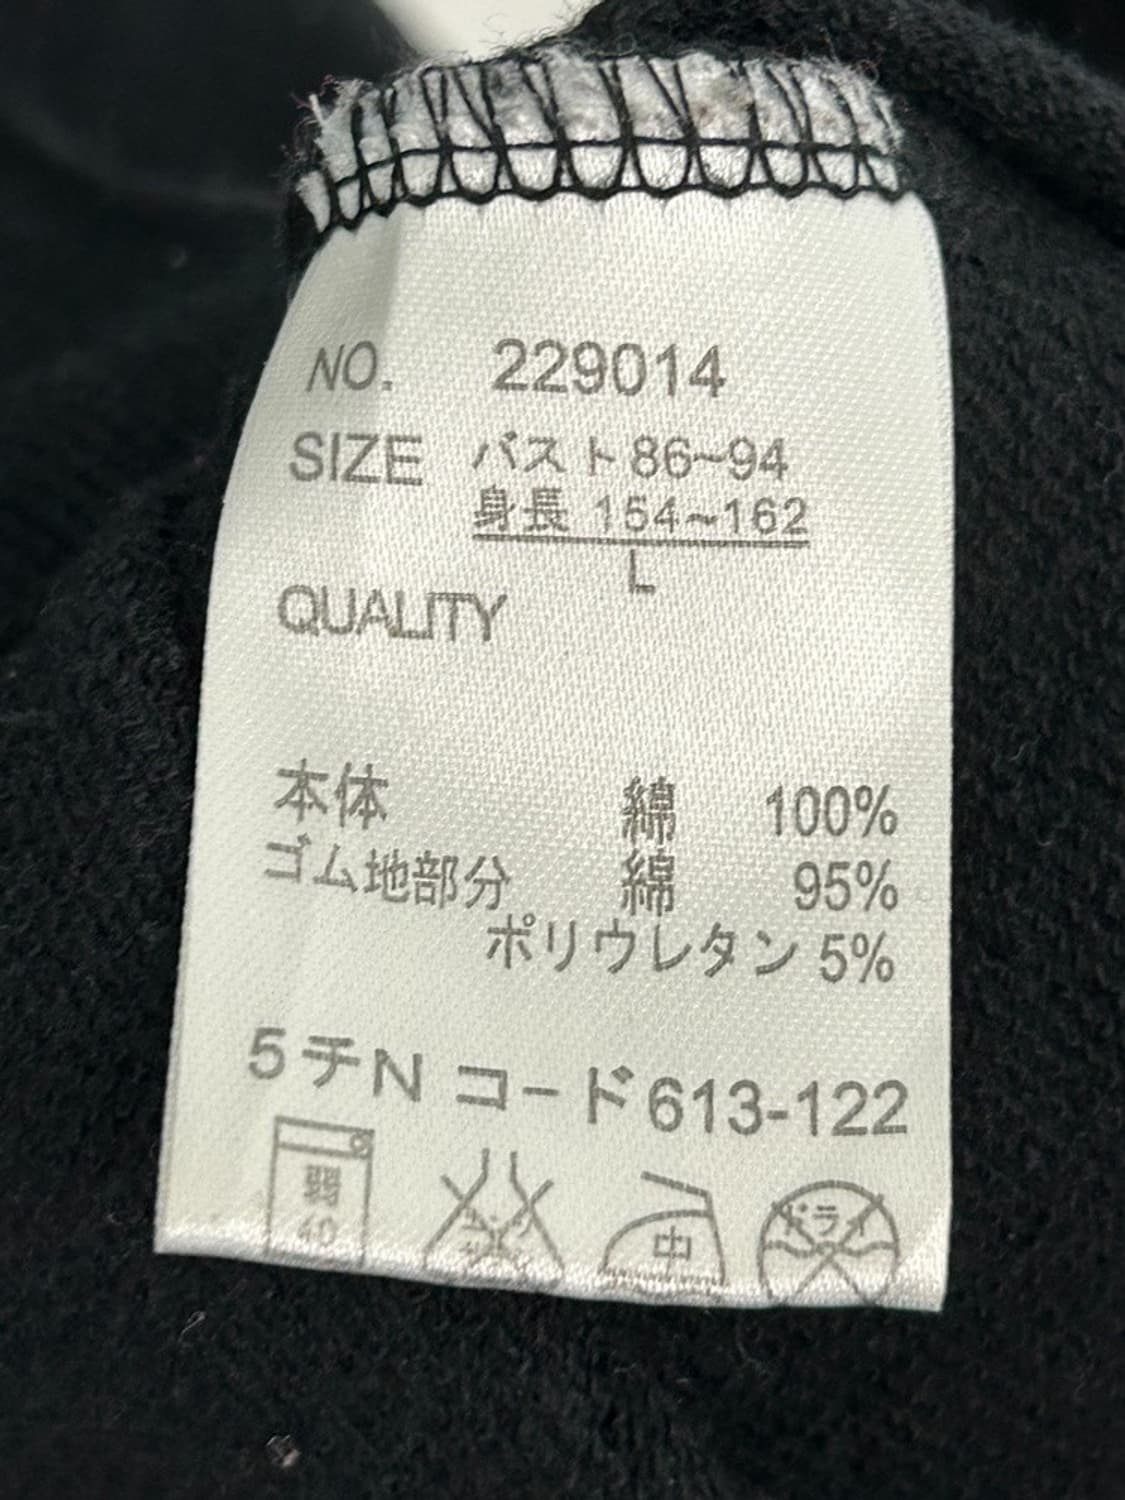 NO. 229014
SIZE バスト86~94
身長 154~162
L
QUALITY
本体 綿 100%
ゴム地部分 綿 95%
ポリウレタン 5%
5チN コード613-122
弱 中 ドライ
40